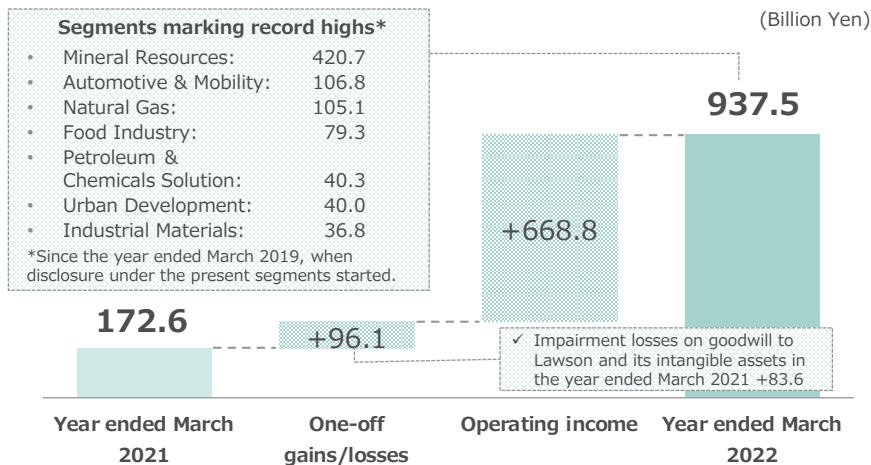 (Billion Yen)
Segments marking record highs*
• Mineral Resources: 420.7
• Automotive & Mobility: 106.8
• Natural Gas: 105.1
• Food Industry: 79.3
• Petroleum &
Chemicals Solution: 40.3
• Urban Development: 40.0
• Industrial Materials: 36.8
*Since the year ended March 2019, when
disclosure under the present segments started.
172.6
+96.1
+668.8
937.5
✓ Impairment losses on goodwill to
Lawson and its intangible assets in
the year ended March 2021 +83.6
Year ended March
2021
One-off
gains/losses
Operating income
Year ended March
2022